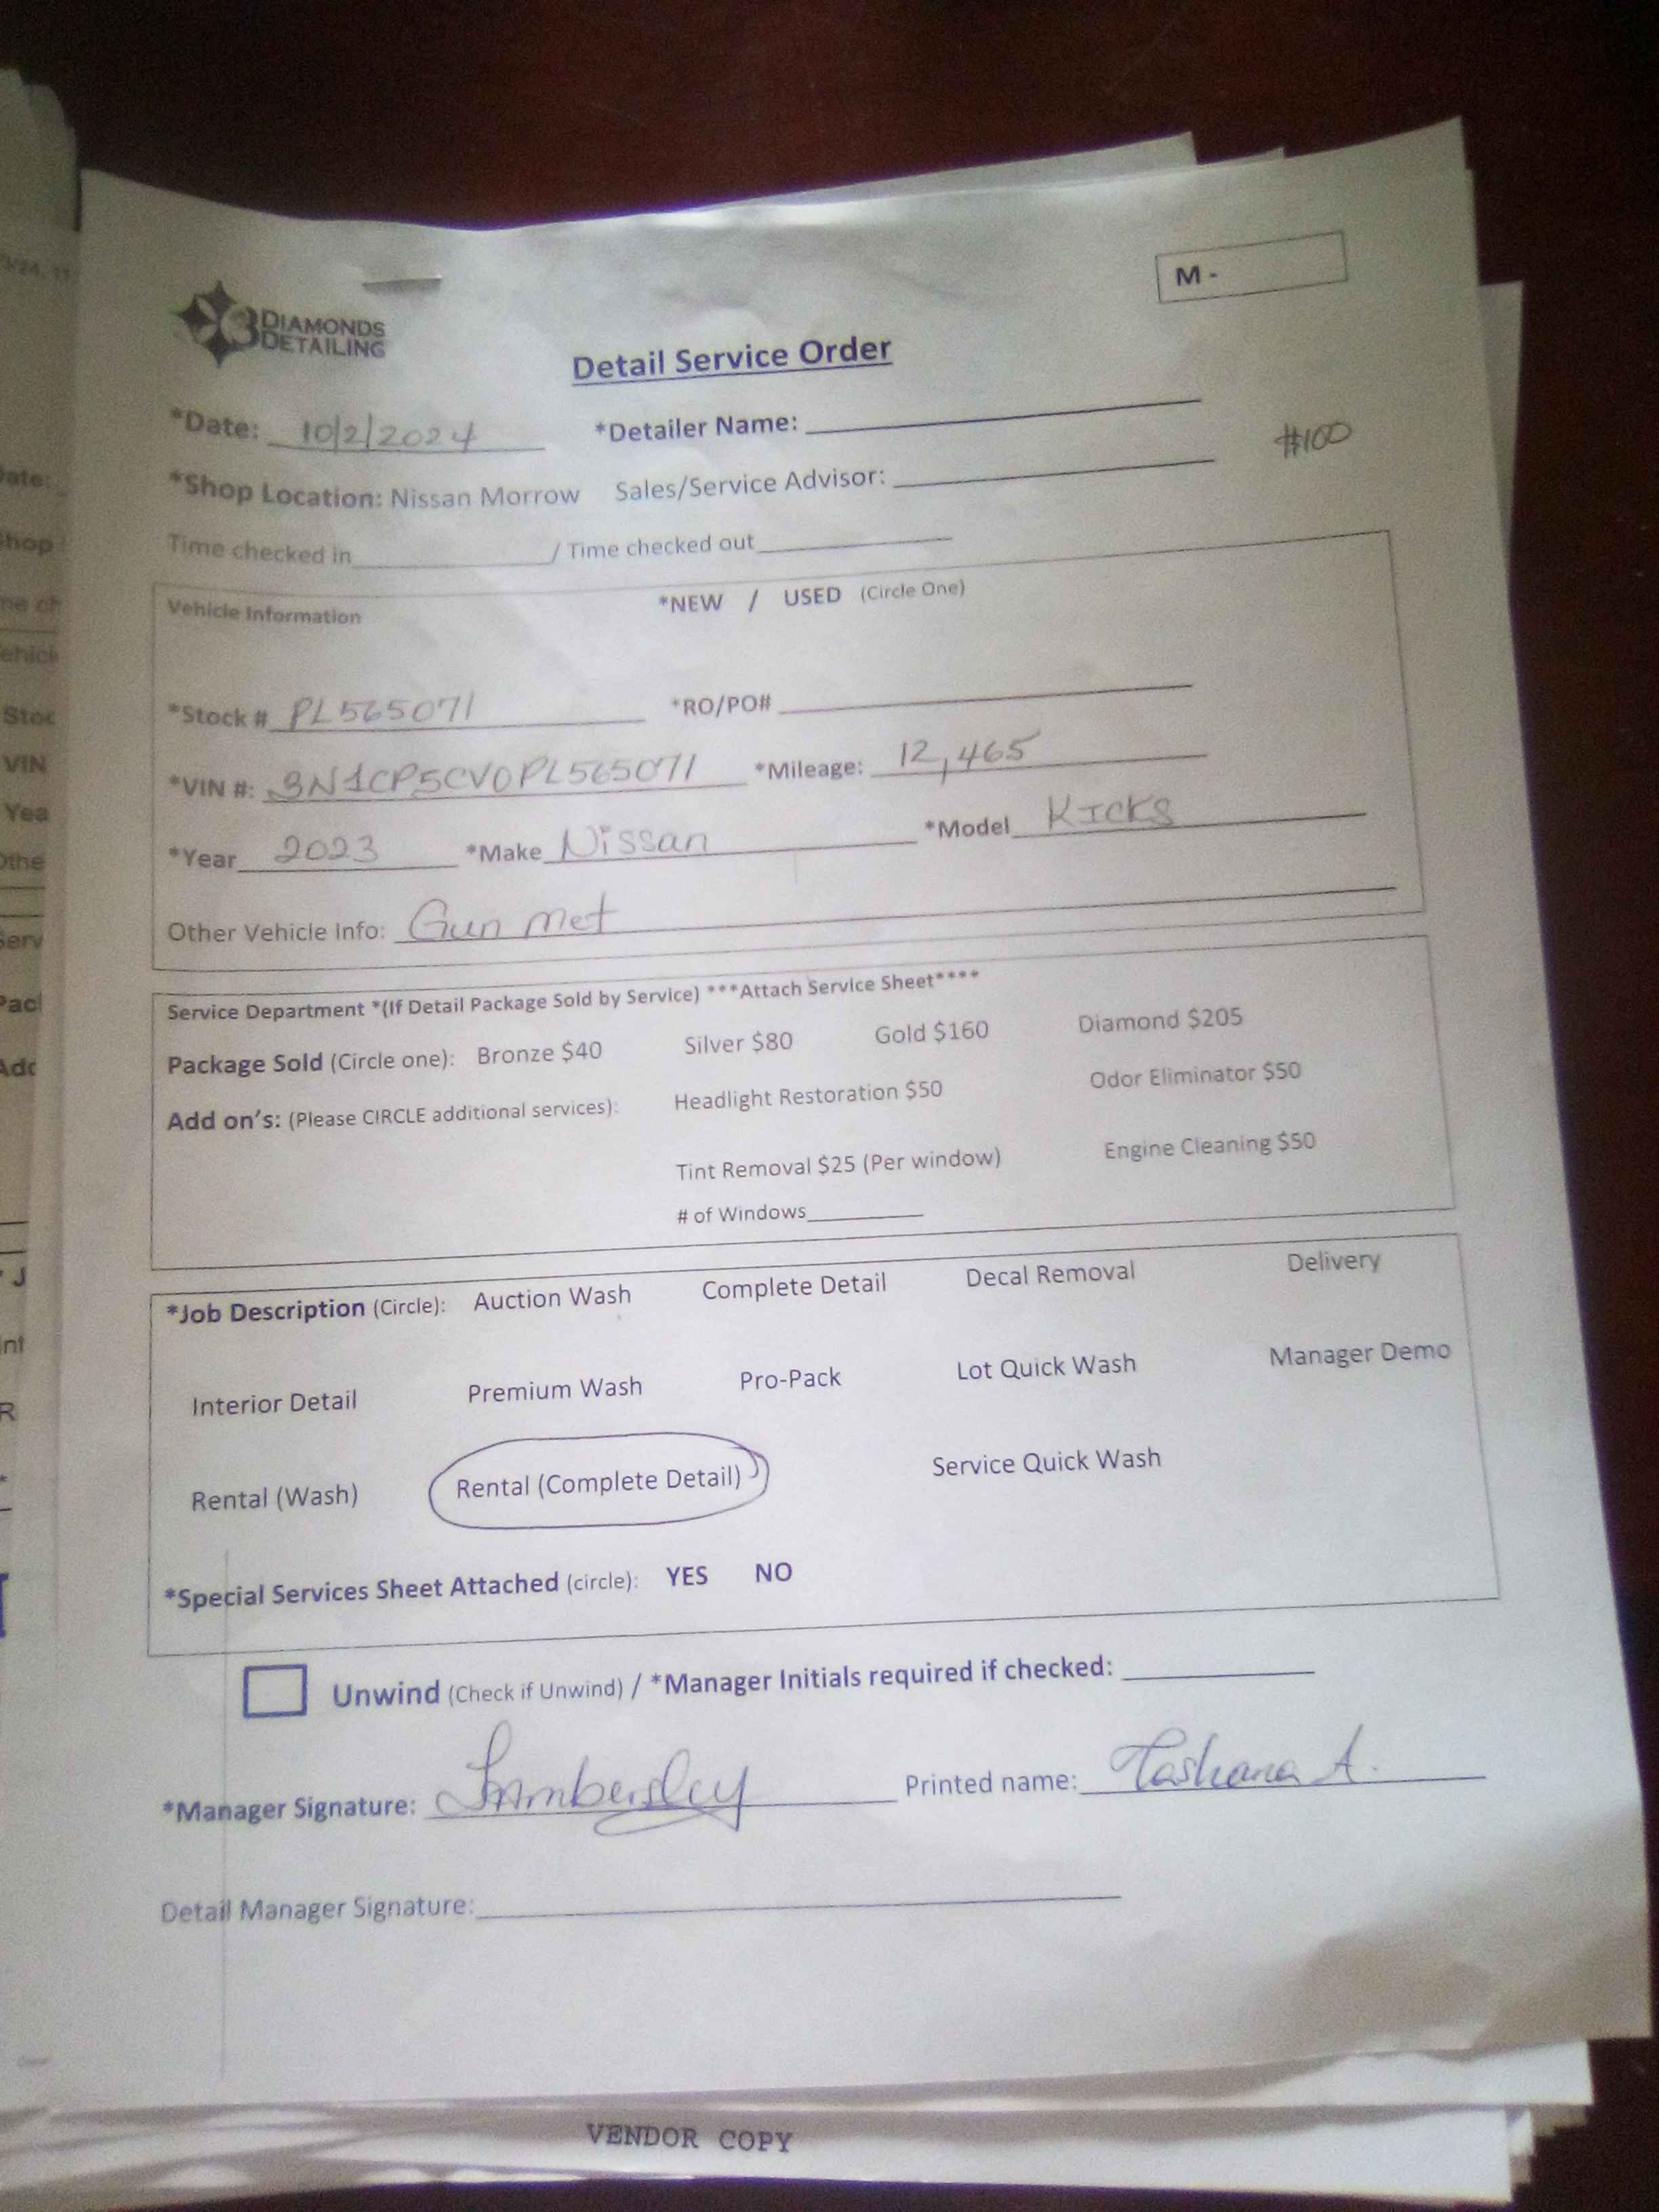 M -
3 DIAMONDS
DETAILING
Detail Service Order
*Date: 10/2/2024 *Detailer Name:
#100
*Shop Location: Nissan Morrow Sales/Service Advisor:
Time checked in / Time checked out
Vehicle Information *NEW / USED (Circle One)
*Stock # PL565071 *RO/PO#
*VIN #: 3N1CP5CV0PL565071 *Mileage: 12,465
*Year 2023 *Make Nissan *Model KICKS
Other Vehicle Info: Gun met
Service Department *(If Detail Package Sold by Service) ***Attach Service Sheet****
Package Sold (Circle one): Bronze $40 Silver $80 Gold $160 Diamond $205
Add on's: (Please CIRCLE additional services): Headlight Restoration $50 Odor Eliminator $50
Tint Removal $25 (Per window) Engine Cleaning $50
# of Windows
*Job Description (Circle): Auction Wash Complete Detail Decal Removal Delivery
Interior Detail Premium Wash Pro-Pack Lot Quick Wash Manager Demo
Rental (Wash) Rental (Complete Detail) Service Quick Wash
*Special Services Sheet Attached (circle): YES NO
Unwind (Check if Unwind) / *Manager Initials required if checked:
*Manager Signature: Printed name: Tashana A.
Detail Manager Signature:
VENDOR COPY